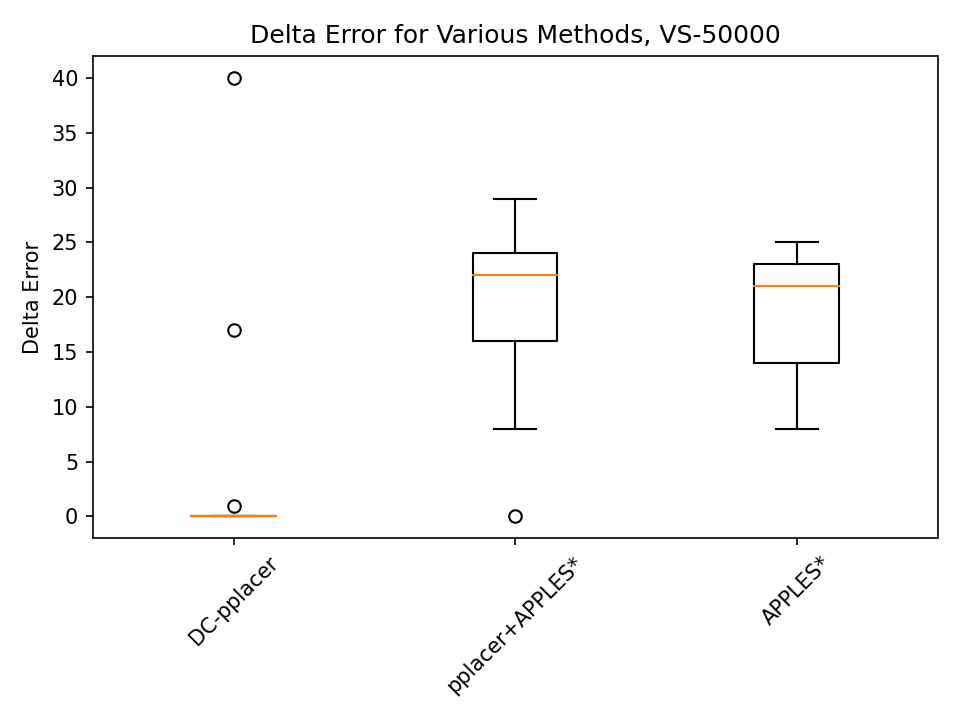 Delta Error for Various Methods, VS-50000
Delta Error
40
35
30
25
20
15
10
5
0
DC-pplacer
pplacer+APPLES*
APPLES*